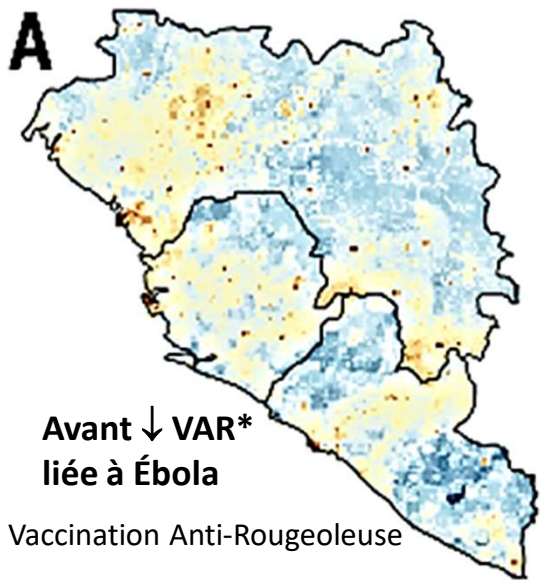 A
Avant ↓ VAR*
liée à Ébola
Vaccination Anti-Rougeoleuse